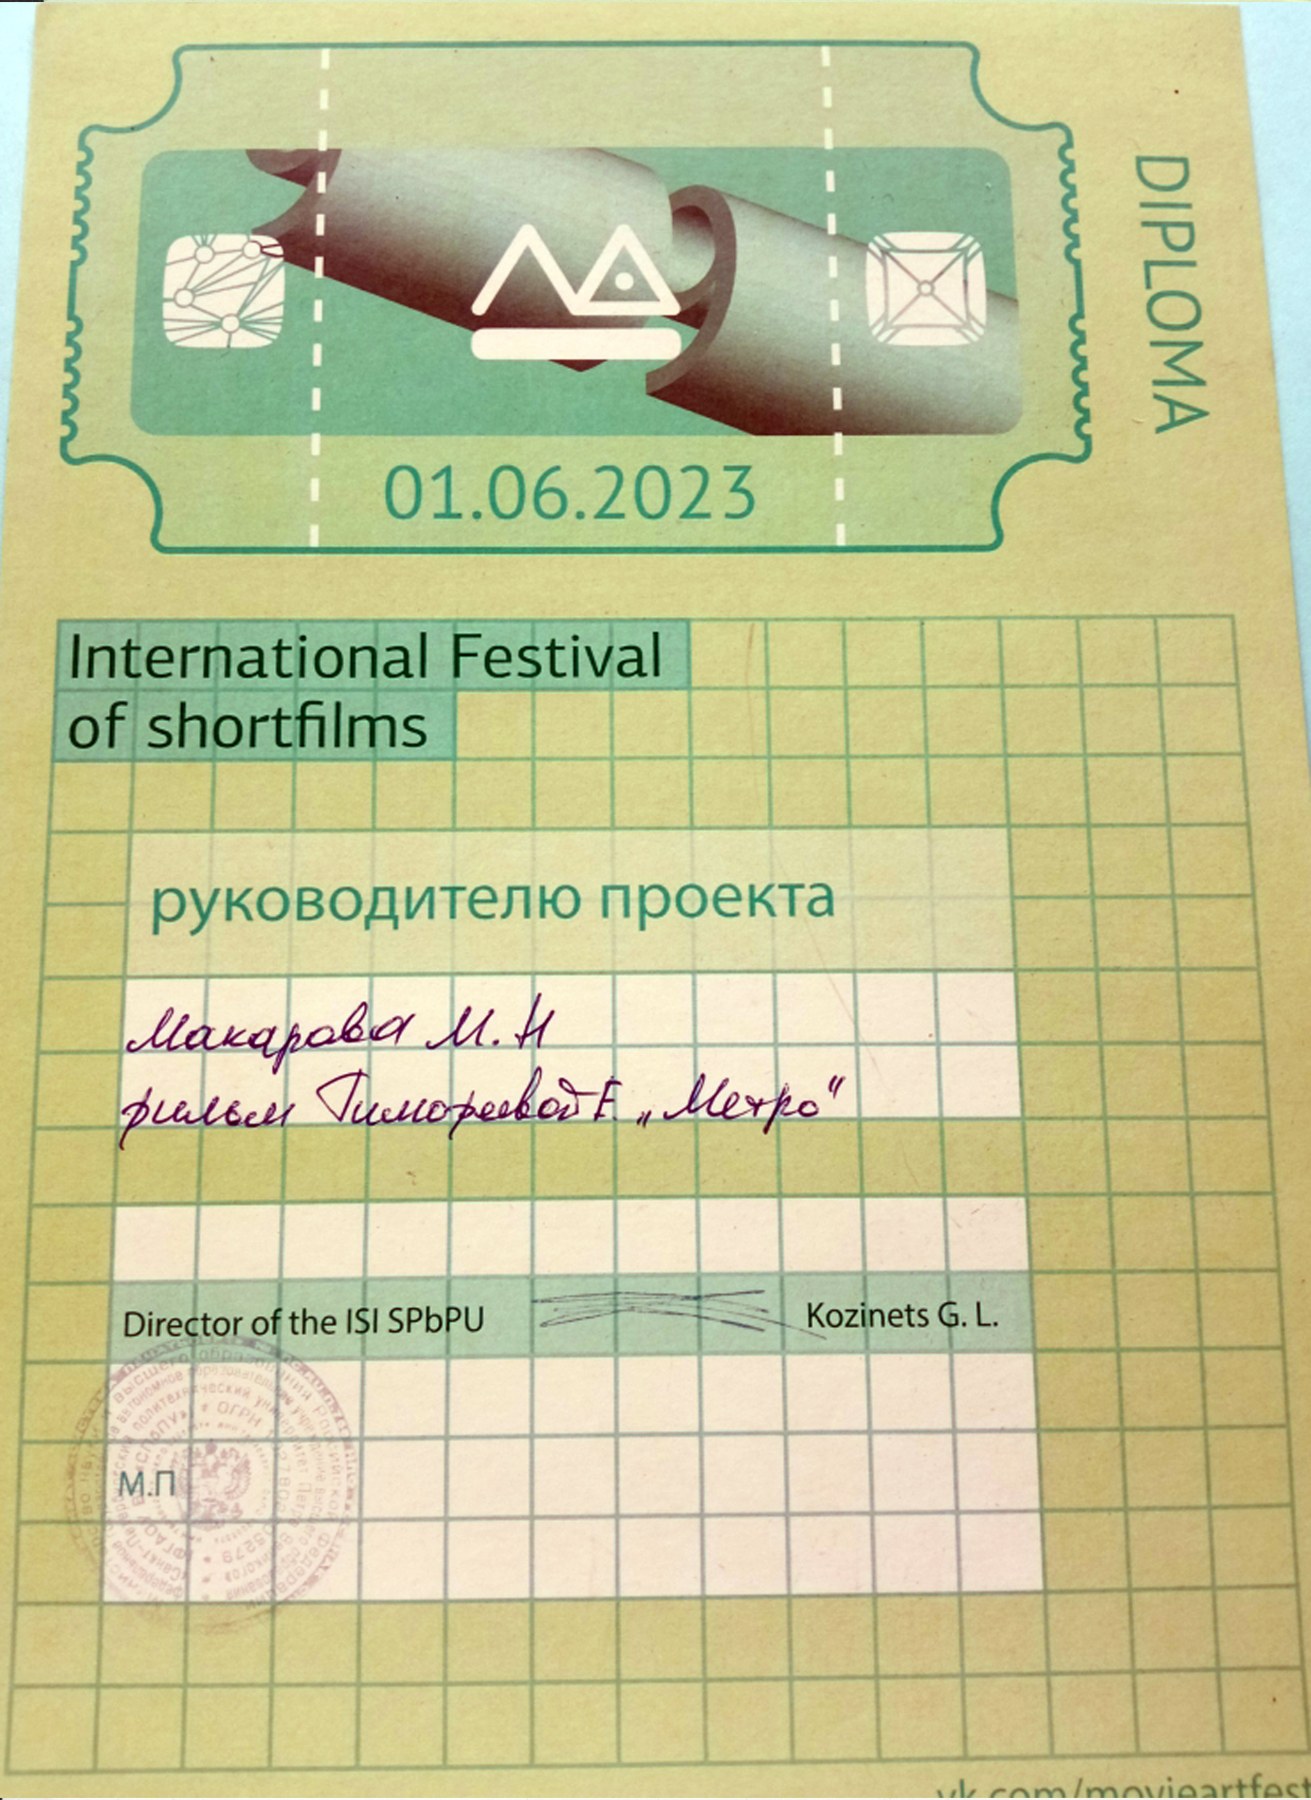 DIPLOMA
01.06.2023
International Festival
of shortfilms
руководителю проекта
Макарова М. Н
фильм Тимофеевой Е. „Метро“
Director of the ISI SPbPU Kozinets G. L.
М.П
vk.com/movieartfest